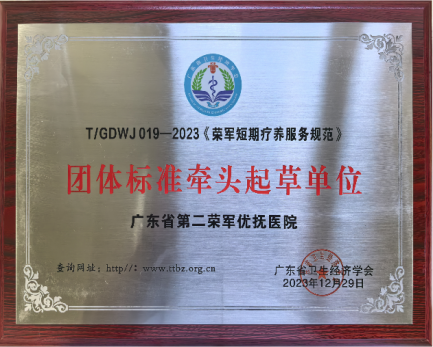 T/GDWJ 019—2023《荣军短期疗养服务规范》
团体标准牵头起草单位
广东省第二荣军优抚医院
查询网址：http://：www.ttbz.org.cn
广东省卫生经济学会
2023年12月29日